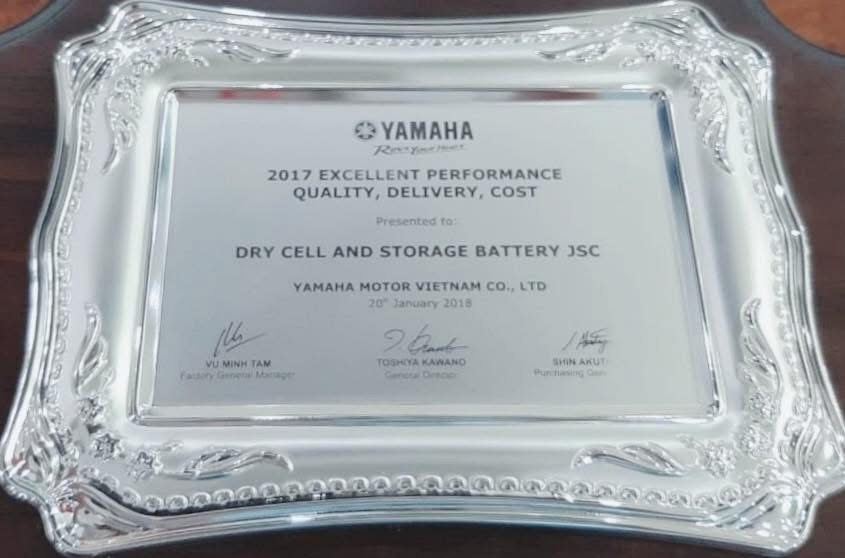 YAMAHA
Revs Your Heart
2017 EXCELLENT PERFORMANCE
QUALITY, DELIVERY, COST
Presented to:
DRY CELL AND STORAGE BATTERY JSC
YAMAHA MOTOR VIETNAM CO., LTD
20th January 2018
VU MINH TAM TOSHIYA KAWANO SHIN
Factory General Manager General Director Purchasing